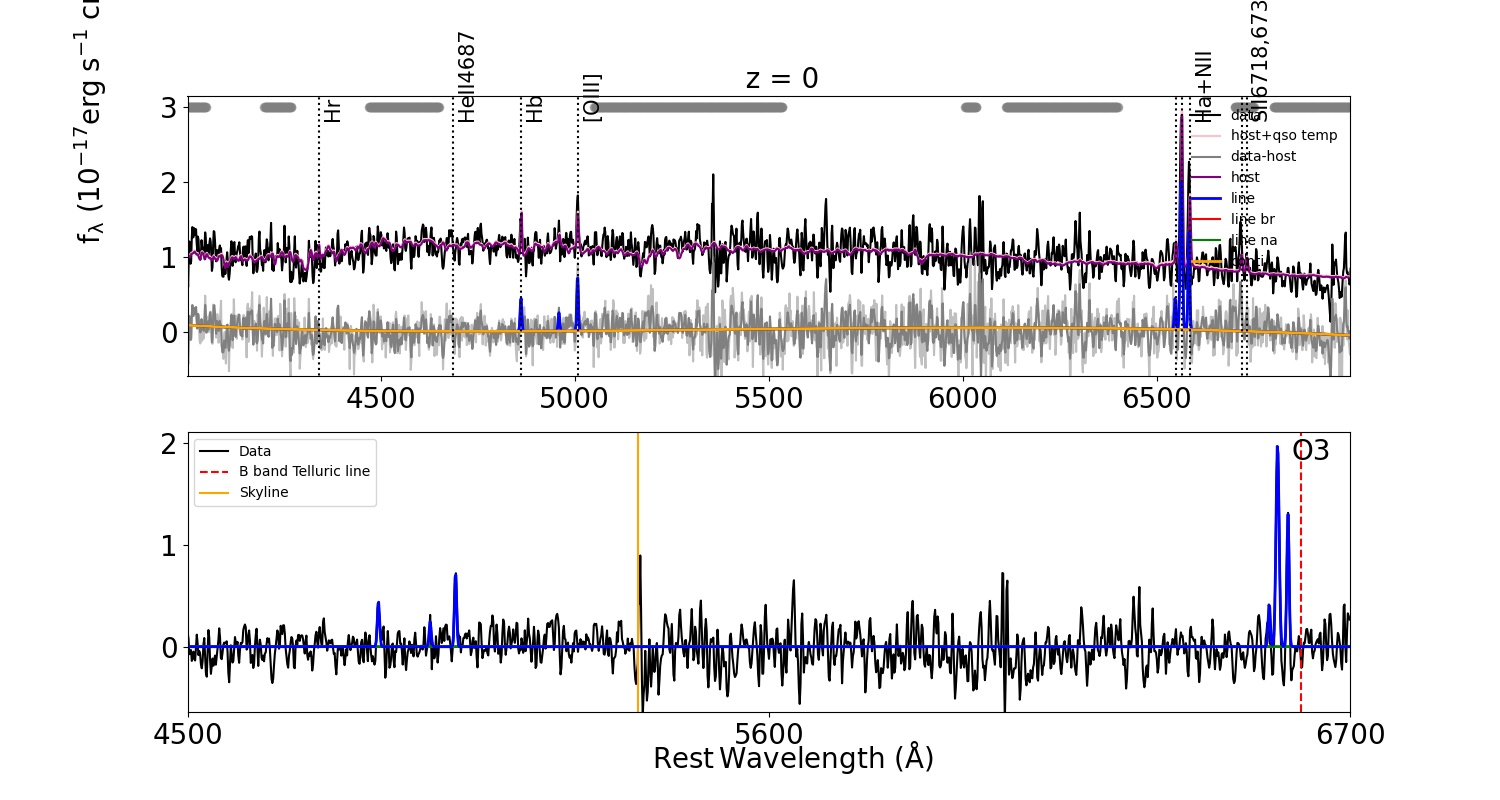 z = 0
f_λ (10^−17 erg s^−1 c
Hr
HeII4687
Hb
[OIII]
Ha+NII
SII6718,673
3
2
1
0
data
host+qso temp
data-host
host
line
line br
line na
4500 5000 5500 6000 6500
2
1
0
Data
B band Telluric line
Skyline
O3
4500 5600 6700
Rest Wavelength (Å)